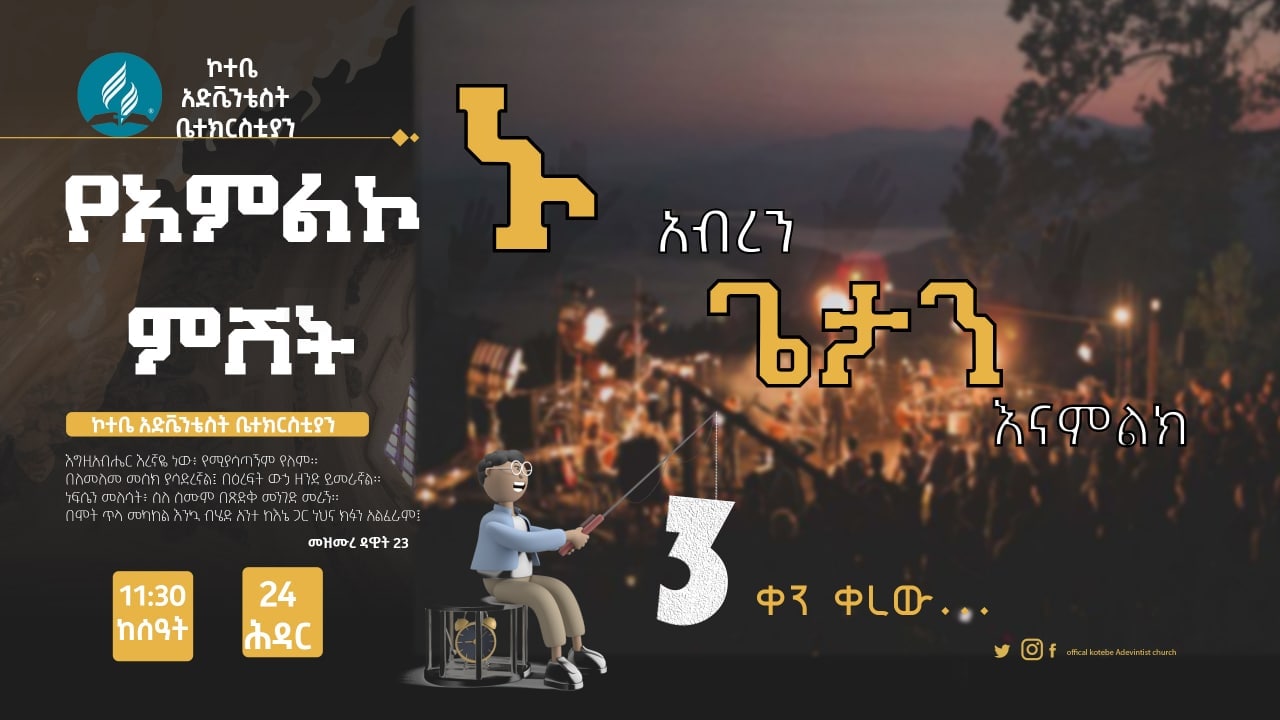 ኮተቤ
አድቬንቴስት
ቤተክርስቲያን
የአምልኮ
ምሽት
ኮተቤ አድቬንቴስት ቤተክርስቲያን
እግዚአብሔር እረኛዬ ነው፥ የሚያሳጣኝም የለም።
በለመለመ መስክ ያሳድረኛል፤ በዕረፍት ውኃ ዘንድ ይመራኛል።
ነፍሴን መለሳት፥ ስለ ስሙም በጽድቅ መንገድ መራኝ።
በሞት ጥላ መካከል እንኳ ብሄድ አንተ ከእኔ ጋር ነህና ክፉን አልፈራም፤
መዝሙረ ዳዊት 23
11:30
ከሰዓት
24
ሕዳር
ኑ
አብረን
ጌታን
እናምልክ
3 ቀን ቀረው...
offical kotebe Adevintist church